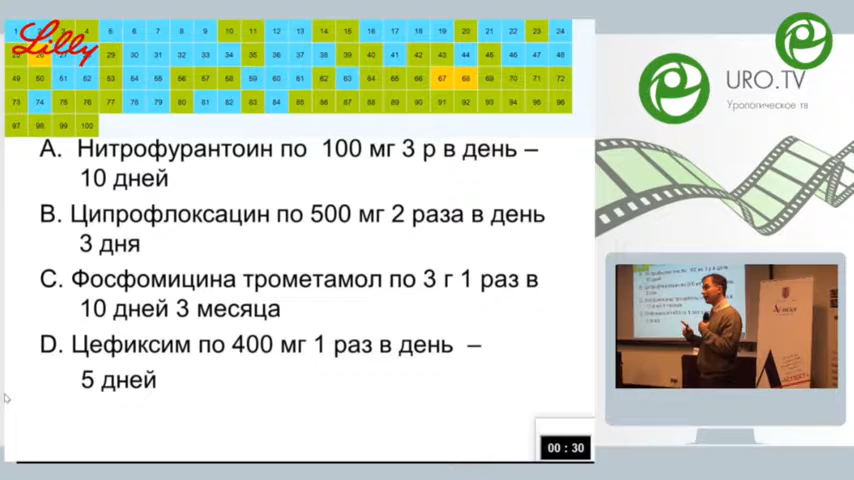 Lilly
1 4 5 6 7 8 9 10 11 12 13 14 15 16 17 18 19 20 21 22 23 24
26 27 29 30 31 32 33 34 35 36 37 38 39 40 41 42 43 44 45 46 47 48
49 50 51 52 53 54 55 56 57 58 59 60 61 62 63 64 65 66 67 68 69 70 71 72
73 74 75 76 77 78 79 80 81 82 83 84 85 86 87 88 89 90 91 92 93 94 95 96
97 98 99 100
A. Нитрофурантоин по 100 мг 3 р в день –
10 дней
B. Ципрофлоксацин по 500 мг 2 раза в день
3 дня
C. Фосфомицина трометамол по 3 г 1 раз в
10 дней 3 месяца
D. Цефиксим по 400 мг 1 раз в день –
5 дней
00 : 30
URO.TV
Урологическое тв